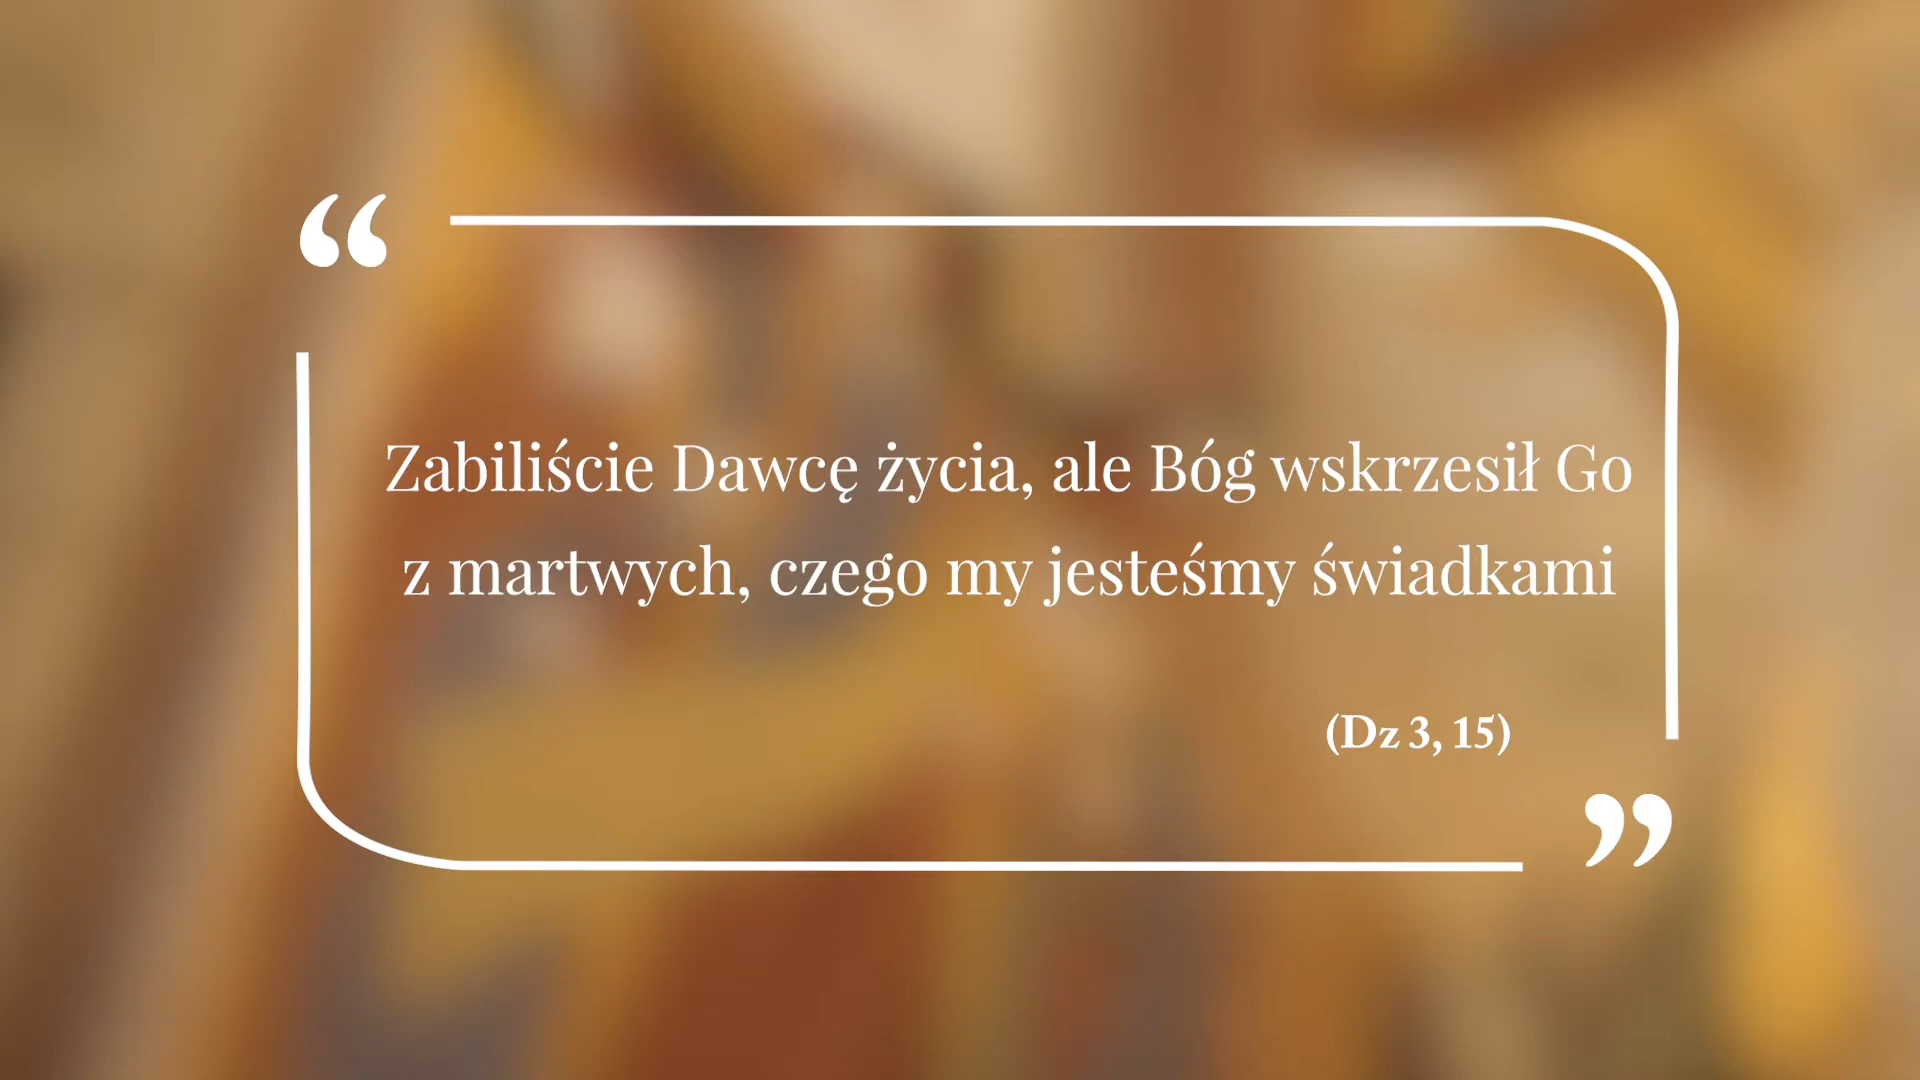 “
Zabiliście Dawcę życia, ale Bóg wskrzesił Go
z martwych, czego my jesteśmy świadkami
(Dz 3, 15)
”